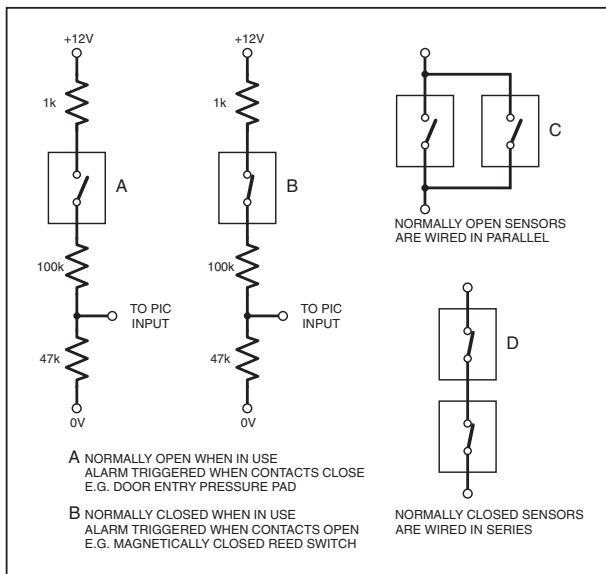 +12V
1k
A
100k
TO PIC
INPUT
47k
0V
+12V
1k
B
100k
TO PIC
INPUT
47k
0V
C
NORMALLY OPEN SENSORS
ARE WIRED IN PARALLEL
D
NORMALLY CLOSED SENSORS
ARE WIRED IN SERIES
A NORMALLY OPEN WHEN IN USE
ALARM TRIGGERED WHEN CONTACTS CLOSE
E.G. DOOR ENTRY PRESSURE PAD
B NORMALLY CLOSED WHEN IN USE
ALARM TRIGGERED WHEN CONTACTS OPEN
E.G. MAGNETICALLY CLOSED REED SWITCH